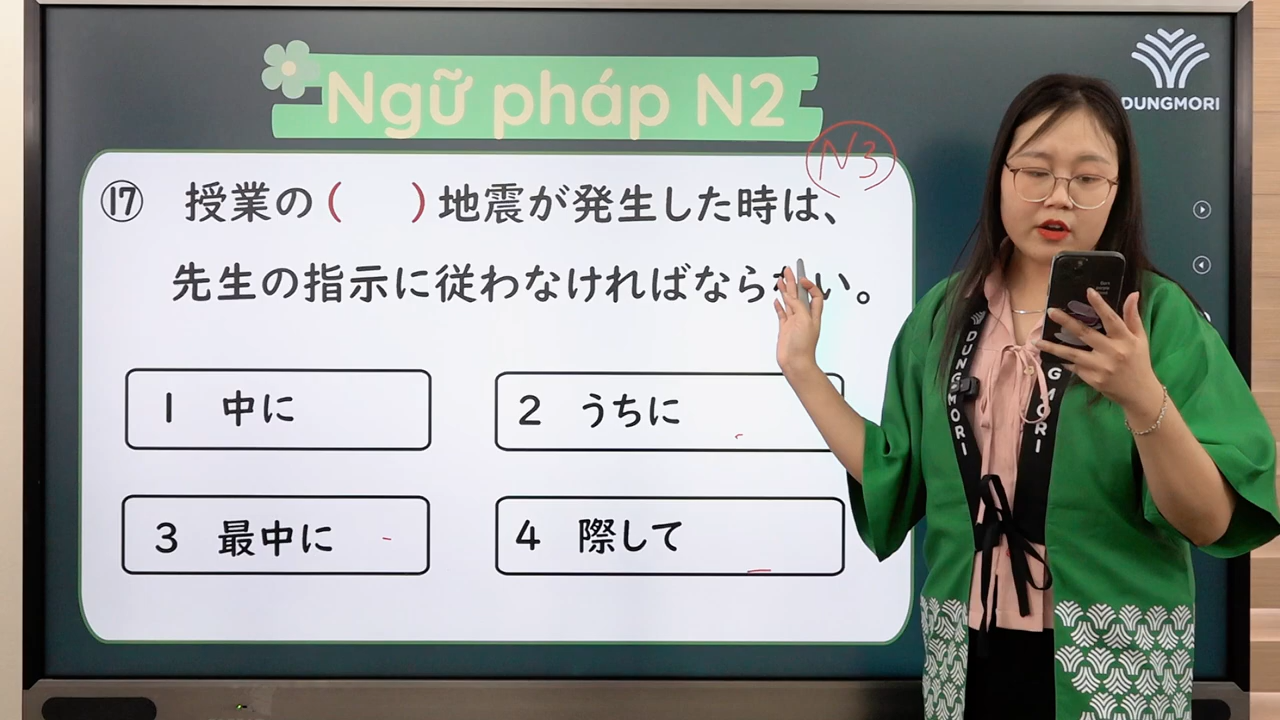 Ngữ pháp N2
DUNGMORI
N3
⑰ 授業の( )地震が発生した時は、
先生の指示に従わなければならない。
1 中に
2 うちに
3 最中に
4 際して
DUNGMORI
GMORI